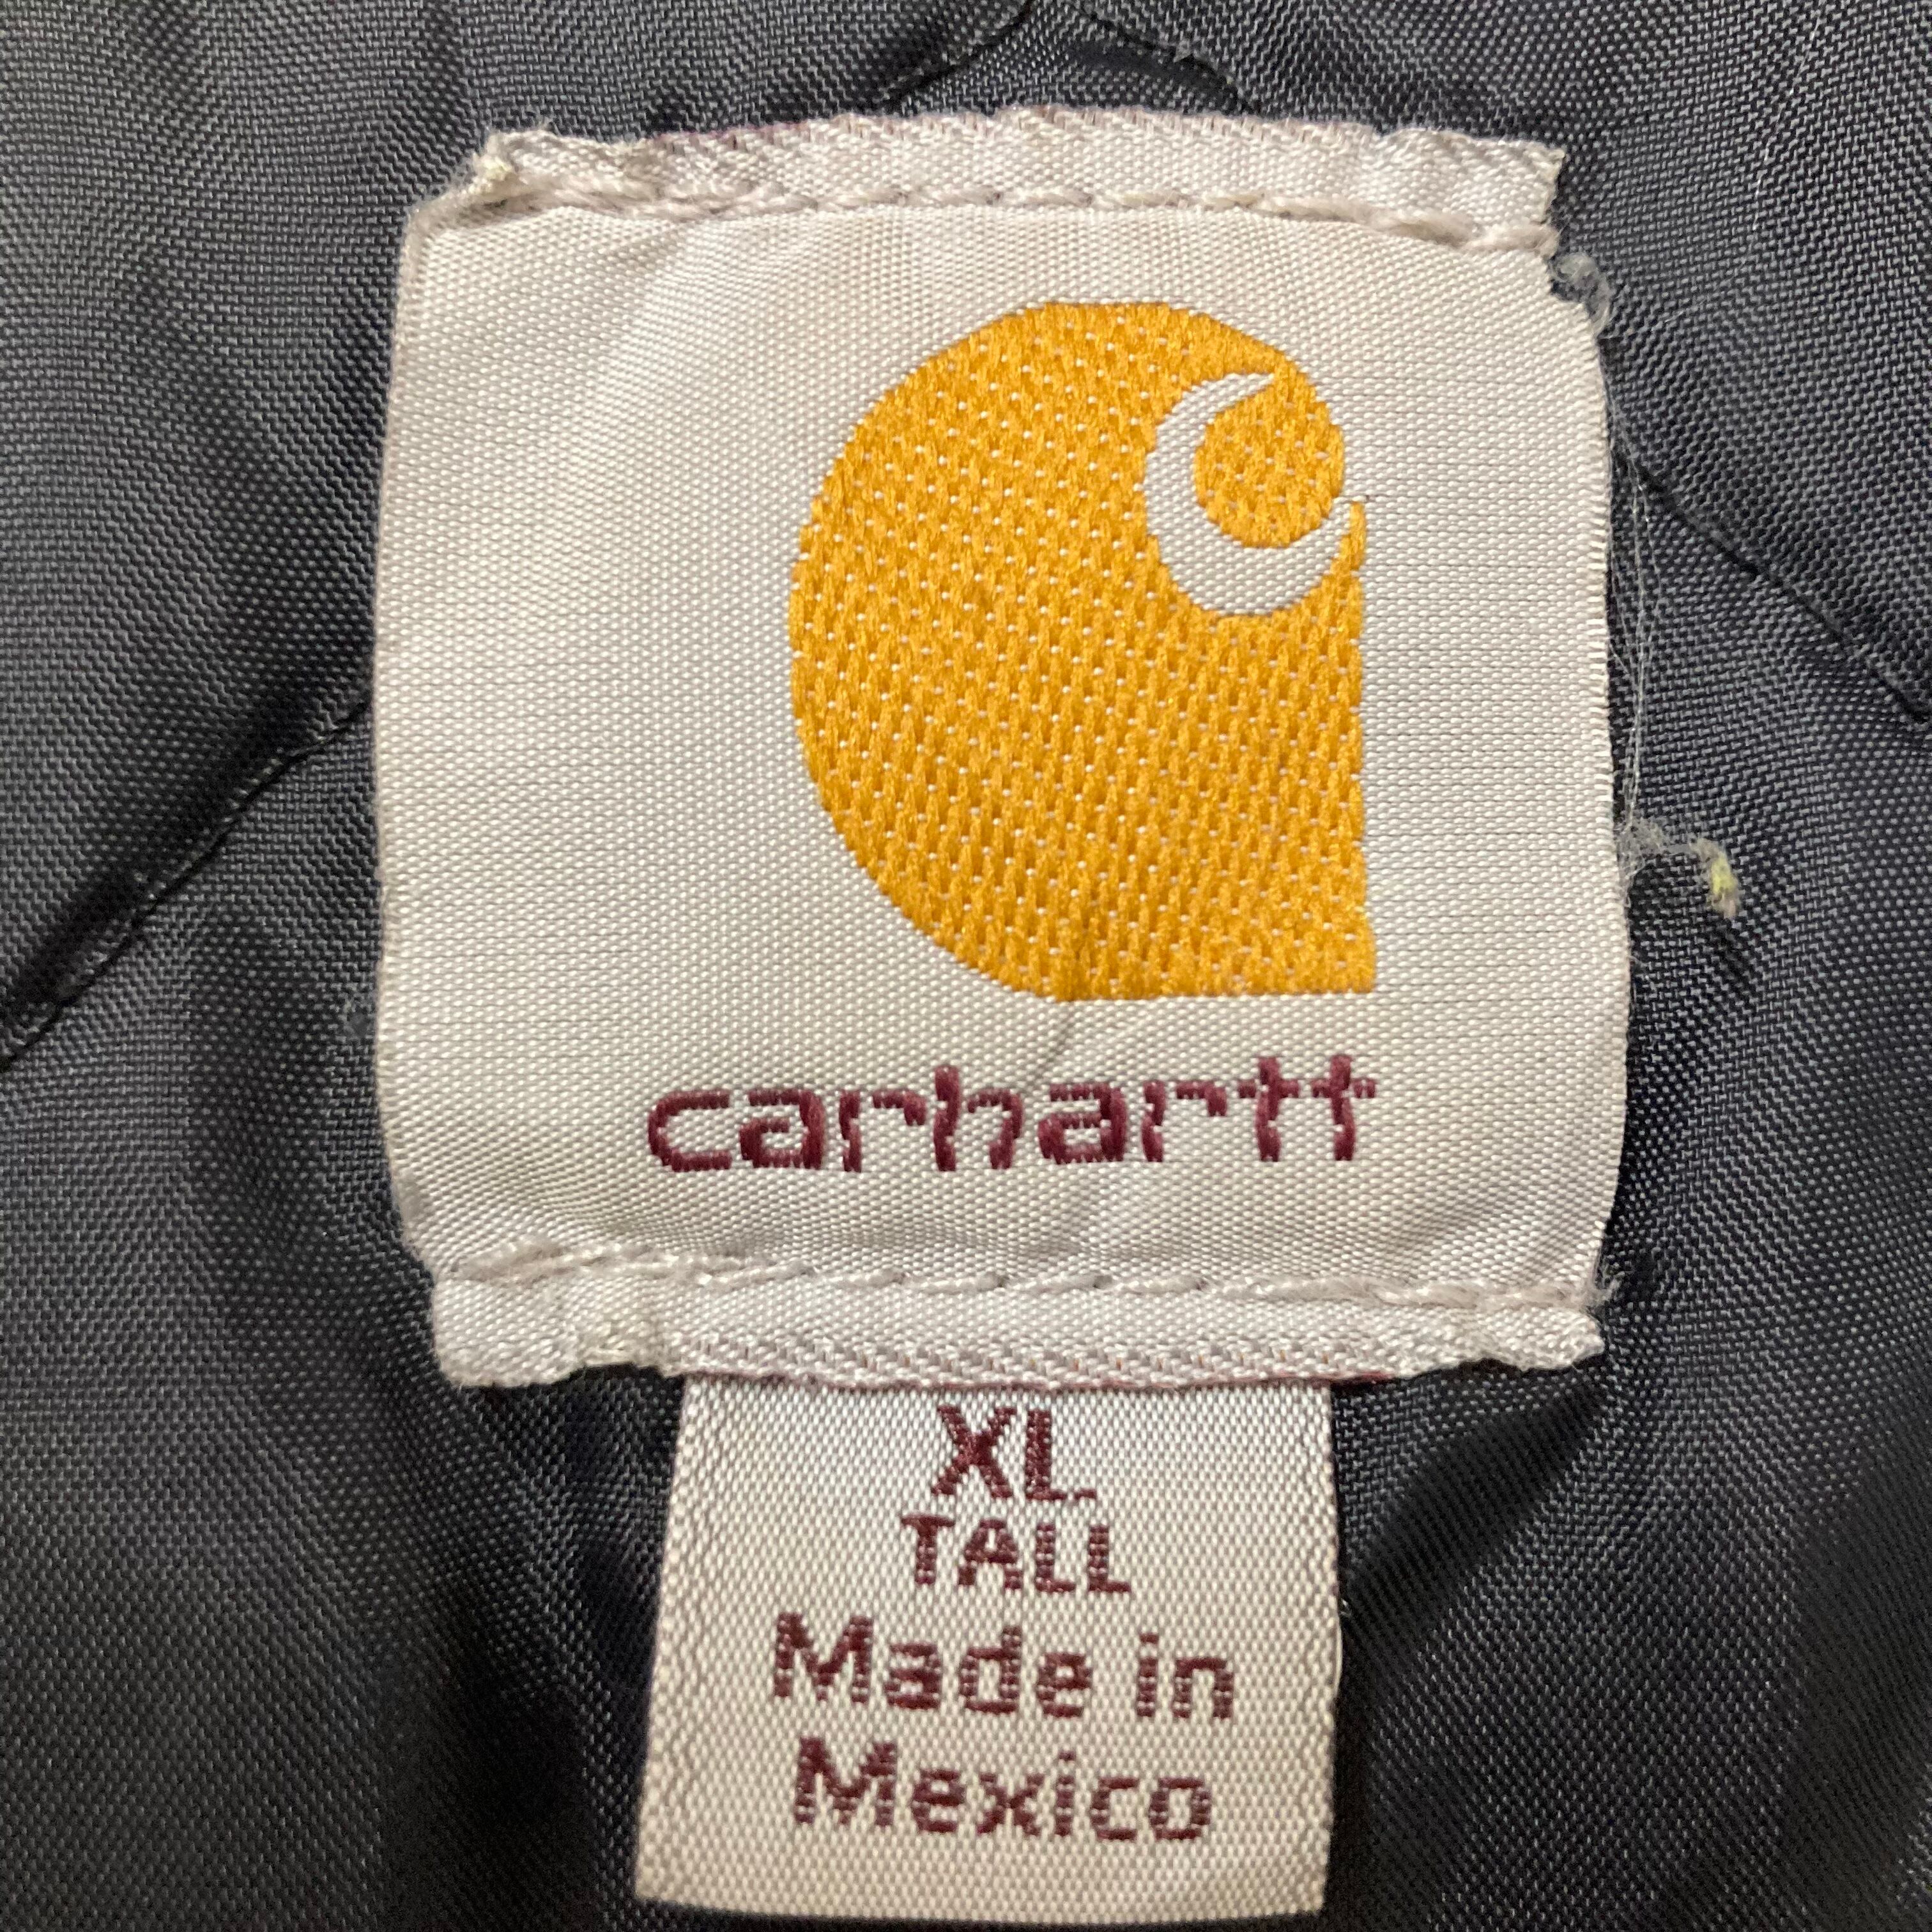 carhartt
XL
TALL
Made in
Mexico